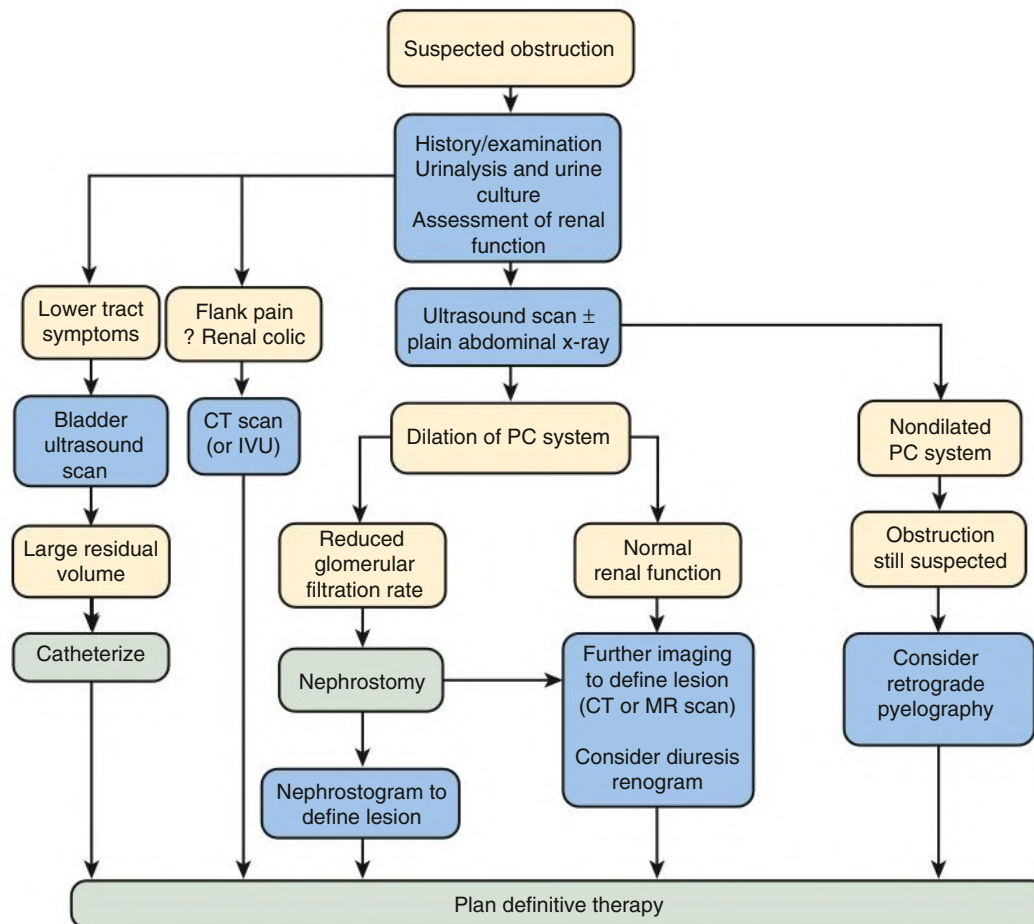 Suspected obstruction
History/examination
Urinalysis and urine
culture
Assessment of renal
function
Lower tract
symptoms
Flank pain
? Renal colic
Ultrasound scan ±
plain abdominal x-ray
Bladder
ultrasound
scan
CT scan
(or IVU)
Dilation of PC system
Nondilated
PC system
Large residual
volume
Reduced
glomerular
filtration rate
Normal
renal function
Obstruction
still suspected
Catheterize
Nephrostomy
Further imaging
to define lesion
(CT or MR scan)
Consider diuresis
renogram
Consider
retrograde
pyelography
Nephrostogram to
define lesion
Plan definitive therapy